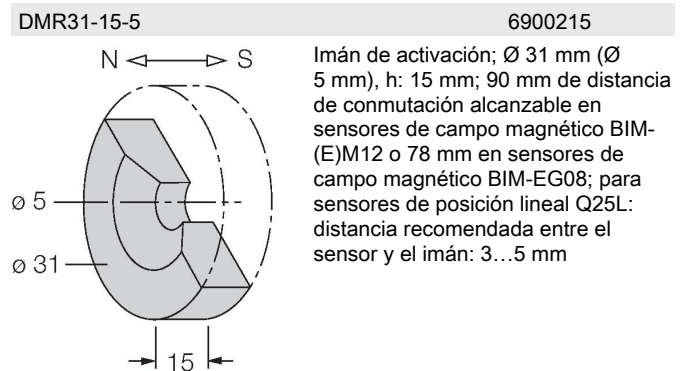 DMR31-15-5 6900215
N S
Imán de activación; Ø 31 mm (Ø
5 mm), h: 15 mm; 90 mm de distancia
de conmutación alcanzable en
sensores de campo magnético BIM-
(E)M12 o 78 mm en sensores de
campo magnético BIM-EG08; para
sensores de posición lineal Q25L:
distancia recomendada entre el
sensor y el imán: 3…5 mm
ø 5
ø 31
15